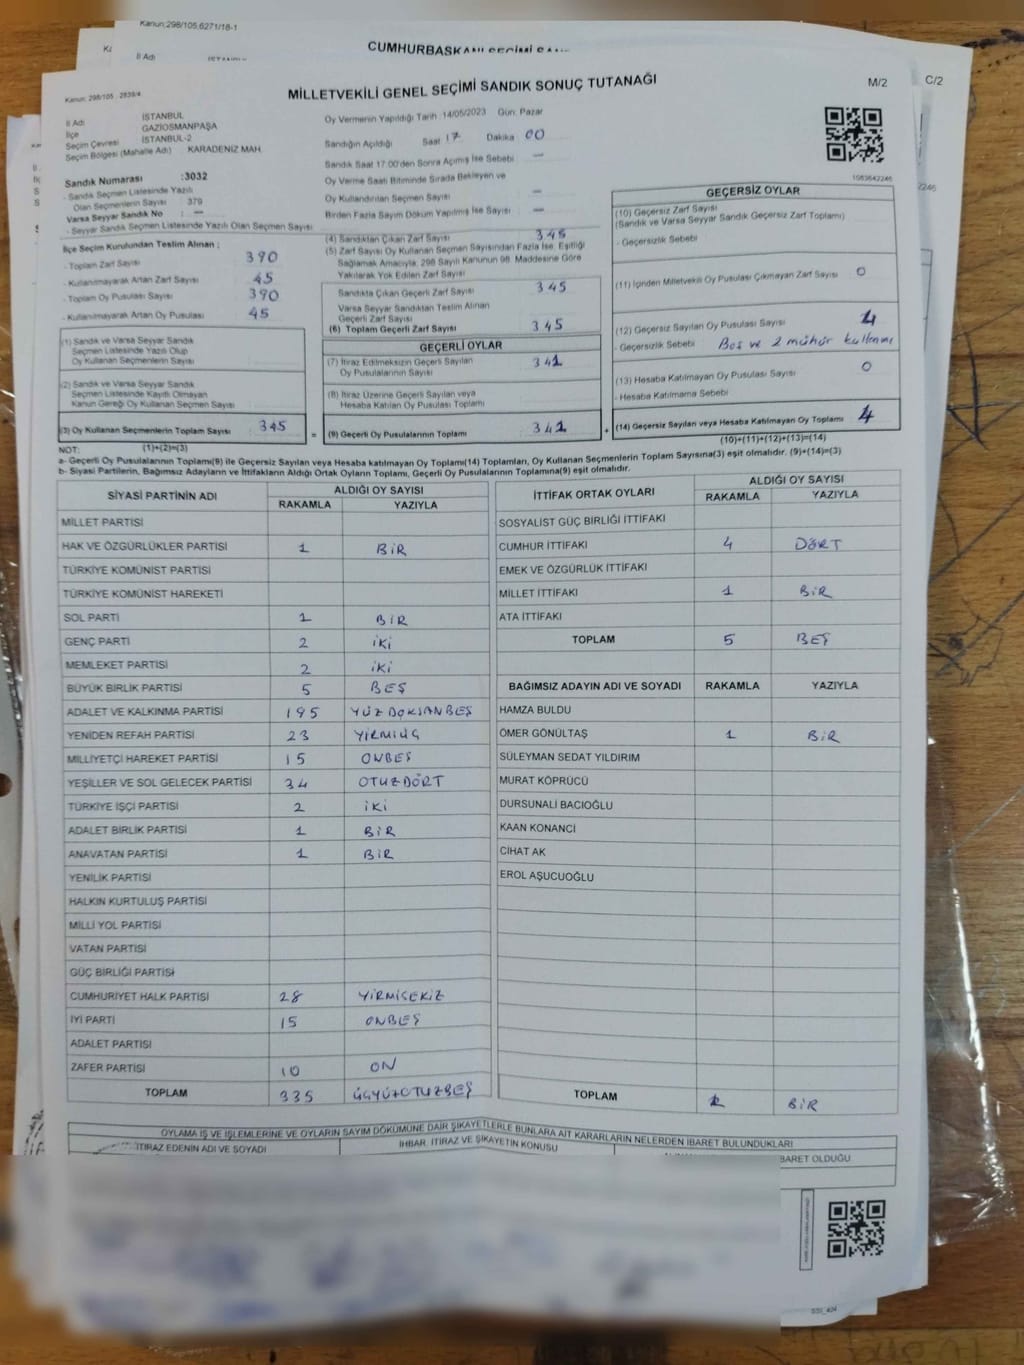 Kanun:298/105,6271/18-1
İl Adı
CUMHURBAŞKANI SEÇİMİ
C/2
Kanun: 298/105 - 2839/4
MİLLETVEKİLİ GENEL SEÇİMİ SANDIK SONUÇ TUTANAĞI
M/2
İl Adı İSTANBUL
İlçe GAZİOSMANPAŞA
Seçim Çevresi İSTANBUL-2
Seçim Bölgesi (Mahalle Adı) KARADENİZ MAH.
Oy Vermenin Yapıldığı Tarih 14/05/2023 Gün: Pazar
Sandığın Açıldığı Saat 17 Dakika 00
Sandık Saat 17:00'den Sonra Açılmış İse Sebebi —
Oy Verme Saati Bitiminde Sırada Bekleyen ve
Oy Kullandırılan Seçmen Sayısı —
Birden Fazla Sayım Döküm Yapılmış İse Sayısı —
1083642246
Sandık Numarası :3032
- Sandık Seçmen Listesinde Yazılı
Olan Seçmenlerin Sayısı 379
Varsa Seyyar Sandık No : —
- Seyyar Sandık Seçmen Listesinde Yazılı Olan Seçmen Sayısı
İlçe Seçim Kurulundan Teslim Alınan ;
- Toplam Zarf Sayısı 390
- Kullanılmayarak Artan Zarf Sayısı 45
- Toplam Oy Pusulası Sayısı 390
- Kullanılmayarak Artan Oy Pusulası 45
(1) Sandık ve Varsa Seyyar Sandık
Seçmen Listesinde Yazılı Olup
Oy Kullanan Seçmenlerin Sayısı
(2) Sandık ve Varsa Seyyar Sandık
Seçmen Listesinde Kayıtlı Olmayan
Kanun Gereği Oy Kullanan Seçmen Sayısı
(3) Oy Kullanan Seçmenlerin Toplam Sayısı 345
(4) Sandıktan Çıkan Zarf Sayısı 345
(5) Zarf Sayısı Oy Kullanan Seçmen Sayısından Fazla İse, Eşitliği
Sağlamak Amacıyla, 298 Sayılı Kanunun 98. Maddesine Göre
Yakılarak Yok Edilen Zarf Sayısı
Sandıkta Çıkan Geçerli Zarf Sayısı 345
Varsa Seyyar Sandıktan Teslim Alınan
Geçerli Zarf Sayısı
(6) Toplam Geçerli Zarf Sayısı 345
GEÇERLİ OYLAR
(7) İtiraz Edilmeksizin Geçerli Sayılan
Oy Pusulalarının Sayısı 341
(8) İtiraz Üzerine Geçerli Sayılan veya
Hesaba Katılan Oy Pusulası Toplamı
= (9) Geçerli Oy Pusulalarının Toplamı 341 +
GEÇERSİZ OYLAR
(10) Geçersiz Zarf Sayısı
(Sandık ve Varsa Seyyar Sandık Geçersiz Zarf Toplamı)
- Geçersizlik Sebebi
(11) İçinden Milletvekili Oy Pusulası Çıkmayan Zarf Sayısı 0
(12) Geçersiz Sayılan Oy Pusulası Sayısı 4
- Geçersizlik Sebebi Boş ve 2 mühür kullanımı
(13) Hesaba Katılmayan Oy Pusulası Sayısı 0
- Hesaba Katılmama Sebebi
(14) Geçersiz Sayılan veya Hesaba Katılmayan Oy Toplamı 4
NOT: (1)+(2)=(3)
(10)+(11)+(12)+(13)=(14)
a- Geçerli Oy Pusulalarının Toplamı(9) ile Geçersiz Sayılan veya Hesaba katılmayan Oy Toplamı(14) Toplamları, Oy Kullanan Seçmenlerin Toplam Sayısına(3) eşit olmalıdır. (9)+(14)=(3)
b- Siyasi Partilerin, Bağımsız Adayların ve İttifakların Aldığı Ortak Oyların Toplamı, Geçerli Oy Pusulalarının Toplamına(9) eşit olmalıdır.
SİYASİ PARTİNİN ADI ALDIĞI OY SAYISI
RAKAMLA YAZIYLA
MİLLET PARTİSİ
HAK VE ÖZGÜRLÜKLER PARTİSİ 1 BİR
TÜRKİYE KOMÜNİST PARTİSİ
TÜRKİYE KOMÜNİST HAREKETİ
SOL PARTİ 1 BİR
GENÇ PARTİ 2 İKİ
MEMLEKET PARTİSİ 2 İKİ
BÜYÜK BİRLİK PARTİSİ 5 BEŞ
ADALET VE KALKINMA PARTİSİ 195 YÜZDOKSANBEŞ
YENİDEN REFAH PARTİSİ 23 YİRMİÜÇ
MİLLİYETÇİ HAREKET PARTİSİ 15 ONBEŞ
YEŞİLLER VE SOL GELECEK PARTİSİ 34 OTUZDÖRT
TÜRKİYE İŞÇİ PARTİSİ 2 İKİ
ADALET BİRLİK PARTİSİ 1 BİR
ANAVATAN PARTİSİ 1 BİR
YENİLİK PARTİSİ
HALKIN KURTULUŞ PARTİSİ
MİLLİ YOL PARTİSİ
VATAN PARTİSİ
GÜÇ BİRLİĞİ PARTİSİ
CUMHURİYET HALK PARTİSİ 28 YİRMİSEKİZ
İYİ PARTİ 15 ONBEŞ
ADALET PARTİSİ
ZAFER PARTİSİ 10 ON
TOPLAM 335 ÜÇYÜZOTUZBEŞ
İTTİFAK ORTAK OYLARI ALDIĞI OY SAYISI
RAKAMLA YAZIYLA
SOSYALİST GÜÇ BİRLİĞİ İTTİFAKI
CUMHUR İTTİFAKI 4 DÖRT
EMEK VE ÖZGÜRLÜK İTTİFAKI
MİLLET İTTİFAKI 1 BİR
ATA İTTİFAKI
TOPLAM 5 BEŞ
BAĞIMSIZ ADAYIN ADI VE SOYADI RAKAMLA YAZIYLA
HAMZA BULDU
ÖMER GÖNÜLTAŞ 1 BİR
SÜLEYMAN SEDAT YILDIRIM
MURAT KÖPRÜCÜ
DURSUNALİ BACIOĞLU
KAAN KONANCI
CİHAT AK
EROL AŞUCUOĞLU
TOPLAM 1 BİR
OYLAMA İŞ VE İŞLEMLERİNE VE OYLARIN SAYIM DÖKÜMÜNE DAİR ŞİKAYETLERLE BUNLARA AİT KARARLARIN NELERDEN İBARET BULUNDUKLARI
İTİRAZ EDENİN ADI VE SOYADI İHBAR, İTİRAZ VE ŞİKAYETİN KONUSU